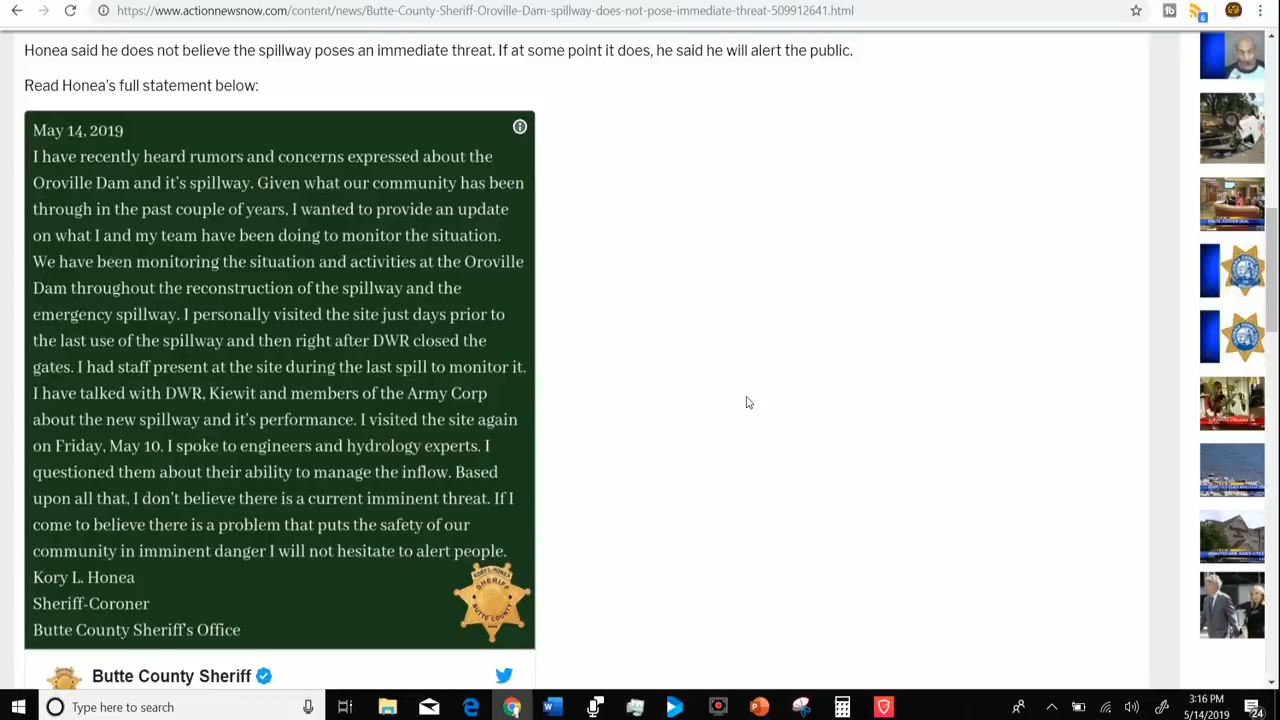 https://www.actionnewsnow.com/content/news/Butte-County-Sheriff-Oroville-Dam-spillway-does-not-pose-immediate-threat-509912641.html
Honea said he does not believe the spillway poses an immediate threat. If at some point it does, he said he will alert the public.
Read Honea's full statement below:
May 14, 2019
I have recently heard rumors and concerns expressed about the
Oroville Dam and it's spillway. Given what our community has been
through in the past couple of years, I wanted to provide an update
on what I and my team have been doing to monitor the situation.
We have been monitoring the situation and activities at the Oroville
Dam throughout the reconstruction of the spillway and the
emergency spillway. I personally visited the site just days prior to
the last use of the spillway and then right after DWR closed the
gates. I had staff present at the site during the last spill to monitor it.
I have talked with DWR, Kiewit and members of the Army Corp
about the new spillway and it's performance. I visited the site again
on Friday, May 10. I spoke to engineers and hydrology experts. I
questioned them about their ability to manage the inflow. Based
upon all that, I don't believe there is a current imminent threat. If I
come to believe there is a problem that puts the safety of our
community in imminent danger I will not hesitate to alert people.
Kory L. Honea
Sheriff-Coroner
Butte County Sheriff's Office
KORY L. HONEA
SHERIFF
BUTTE COUNTY
Butte County Sheriff
Type here to search
3:16 PM
5/14/2019
24
6